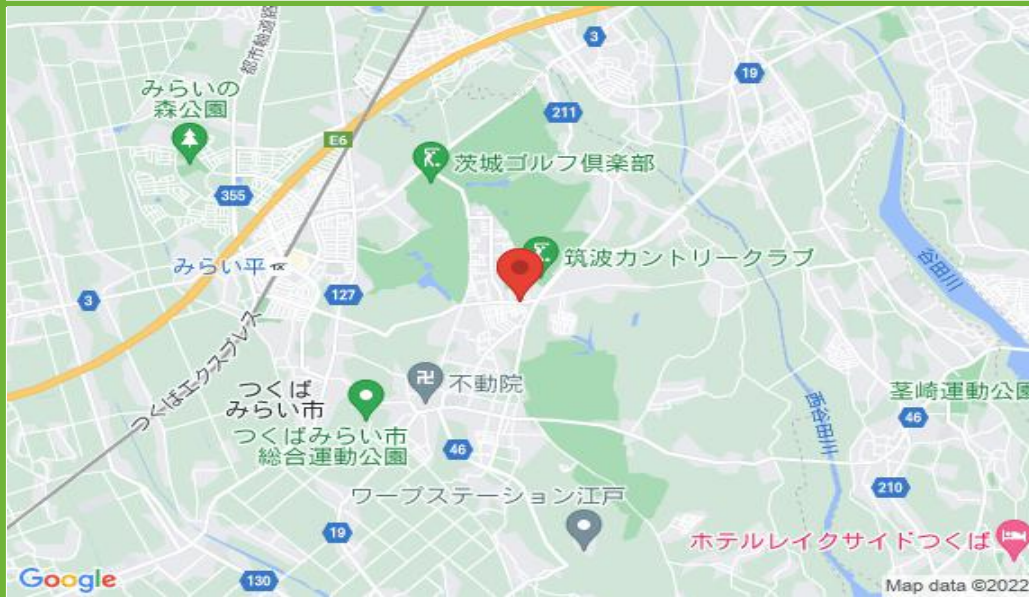 3
都市軸道路
19
みらいの
森公園
211
E6
茨城ゴルフ倶楽部
355
筑波カントリークラブ
みらい平
谷田川
127
3
つくばエクスプレス
不動院
つくば
みらい市
茎崎運動公園
46
西谷田川
つくばみらい市
総合運動公園
46
210
ワープステーション江戸
19
ホテルレイクサイドつくば
Google
130
Map data ©2022